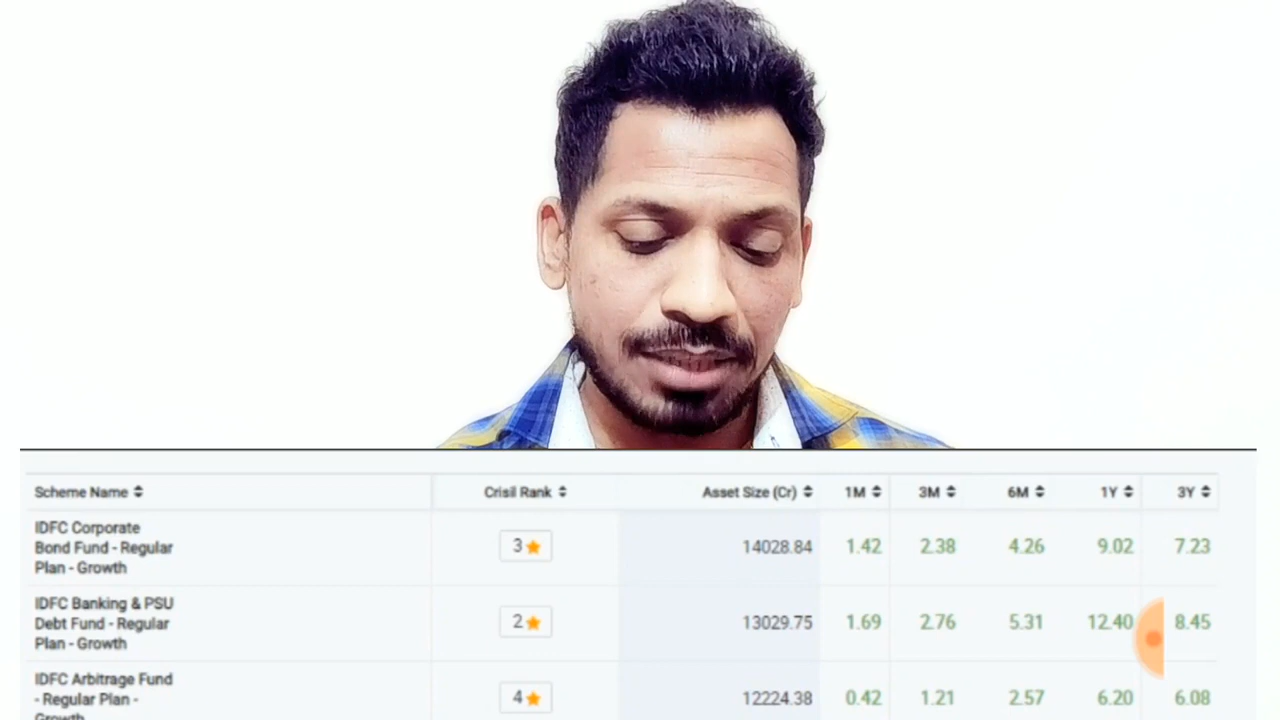 Scheme Name Crisil Rank Asset Size (Cr) 1M 3M 6M 1Y 3Y
IDFC Corporate
Bond Fund - Regular
Plan - Growth
3 14028.84 1.42 2.38 4.26 9.02 7.23
IDFC Banking & PSU
Debt Fund - Regular
Plan - Growth
2 13029.75 1.69 2.76 5.31 12.40 8.45
IDFC Arbitrage Fund
- Regular Plan -
Growth
4 12224.38 0.42 1.21 2.57 6.20 6.08